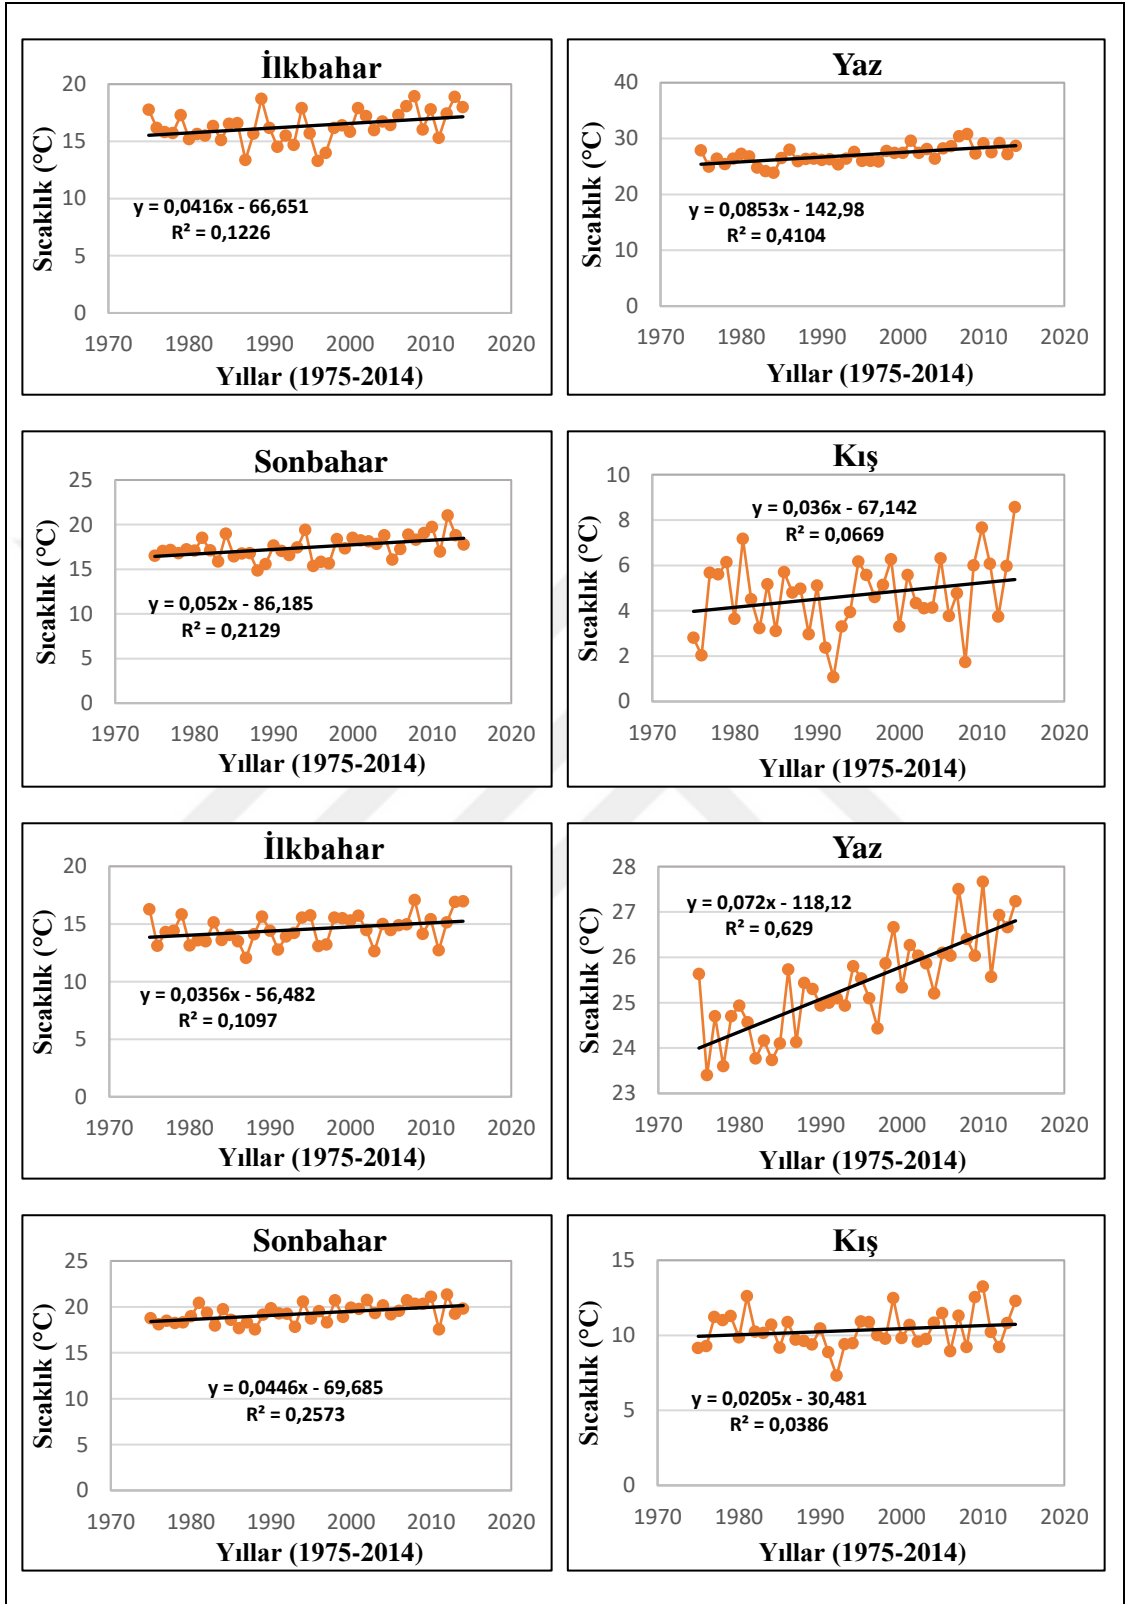 İlkbahar
20
15
10
5
0
Sıcaklık (°C)
y = 0,0416x - 66,651
R² = 0,1226
1970 1980 1990 2000 2010 2020
Yıllar (1975-2014)
Yaz
40
30
20
10
0
Sıcaklık (°C)
y = 0,0853x - 142,98
R² = 0,4104
1970 1980 1990 2000 2010 2020
Yıllar (1975-2014)
Sonbahar
25
20
15
10
5
0
Sıcaklık (°C)
y = 0,052x - 86,185
R² = 0,2129
1970 1980 1990 2000 2010 2020
Yıllar (1975-2014)
Kış
10
8
6
4
2
0
Sıcaklık (°C)
y = 0,036x - 67,142
R² = 0,0669
1970 1980 1990 2000 2010 2020
Yıllar (1975-2014)
İlkbahar
20
15
10
5
0
Sıcaklık (°C)
y = 0,0356x - 56,482
R² = 0,1097
1970 1980 1990 2000 2010 2020
Yıllar (1975-2014)
Yaz
28
27
26
25
24
23
Sıcaklık (°C)
y = 0,072x - 118,12
R² = 0,629
1970 1980 1990 2000 2010 2020
Yıllar (1975-2014)
Sonbahar
25
20
15
10
5
0
Sıcaklık (°C)
y = 0,0446x - 69,685
R² = 0,2573
1970 1980 1990 2000 2010 2020
Yıllar (1975-2014)
Kış
15
10
5
0
Sıcaklık (°C)
y = 0,0205x - 30,481
R² = 0,0386
1970 1980 1990 2000 2010 2020
Yıllar (1975-2014)